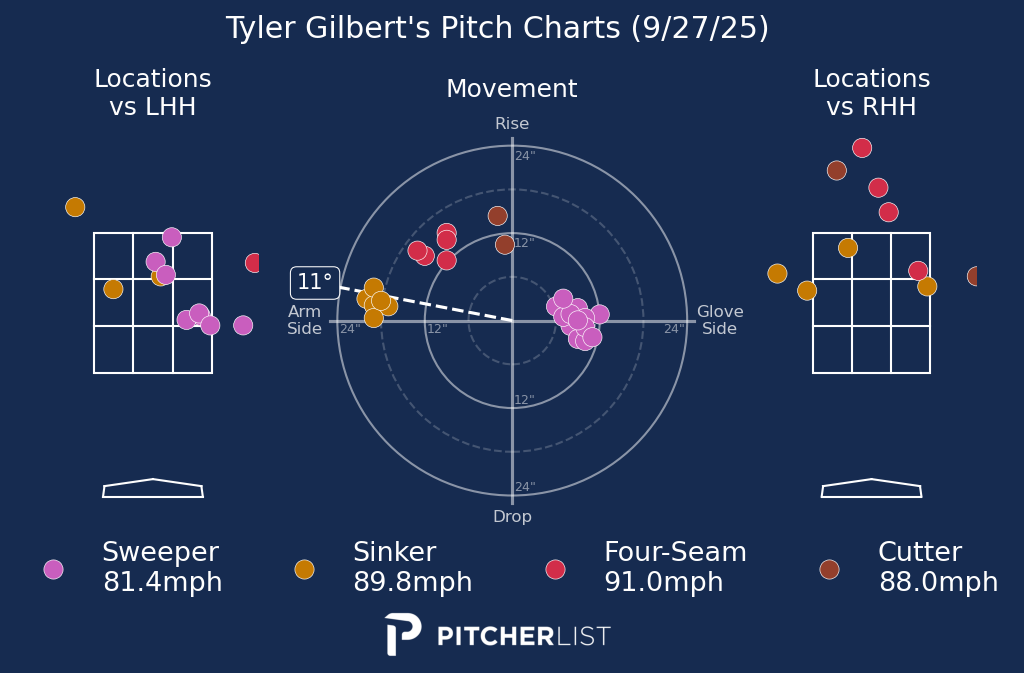 Tyler Gilbert's Pitch Charts (9/27/25)
Locations
vs LHH
Movement
Locations
vs RHH
Rise
24"
12"
11°
Arm
Side
24"
12"
24"
Glove
Side
12"
24"
Drop
Sweeper
81.4mph
Sinker
89.8mph
Four-Seam
91.0mph
Cutter
88.0mph
PITCHERLIST